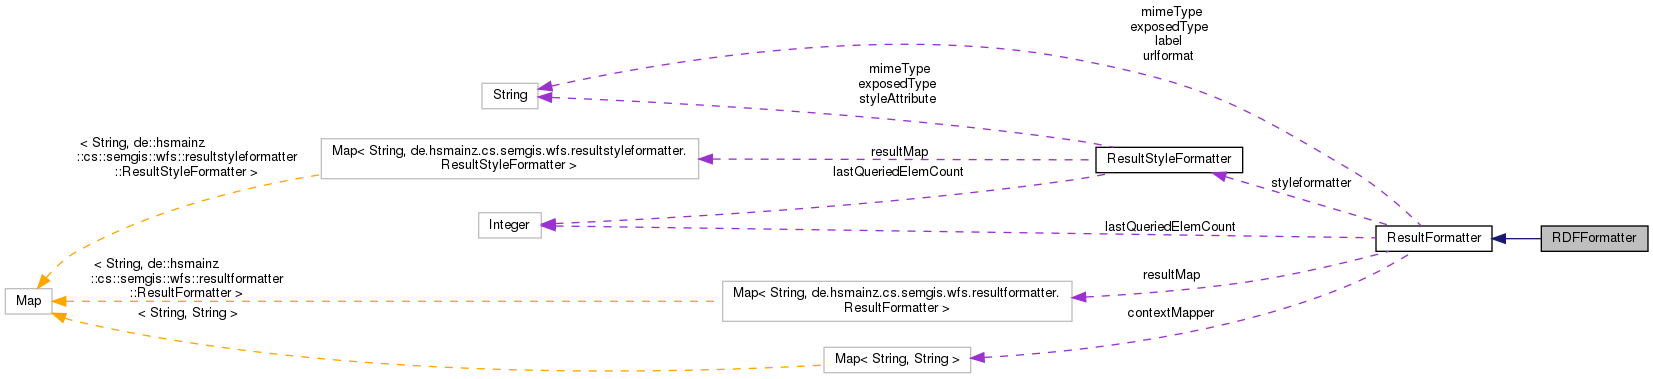 mimeType
exposedType
label
urlformat
mimeType
exposedType
styleAttribute
String
< String, de::hsmainz
::cs::semgis::wfs::resultstyleformatter
::ResultStyleFormatter >
Map< String, de.hsmainz.cs.semgis.wfs.resultstyleformatter.
ResultStyleFormatter >
resultMap
ResultStyleFormatter
lastQueriedElemCount
styleformatter
Integer
lastQueriedElemCount
ResultFormatter
RDFFormatter
< String, de::hsmainz
::cs::semgis::wfs::resultformatter
::ResultFormatter >
resultMap
Map
Map< String, de.hsmainz.cs.semgis.wfs.resultformatter.
ResultFormatter >
< String, String >
contextMapper
Map< String, String >